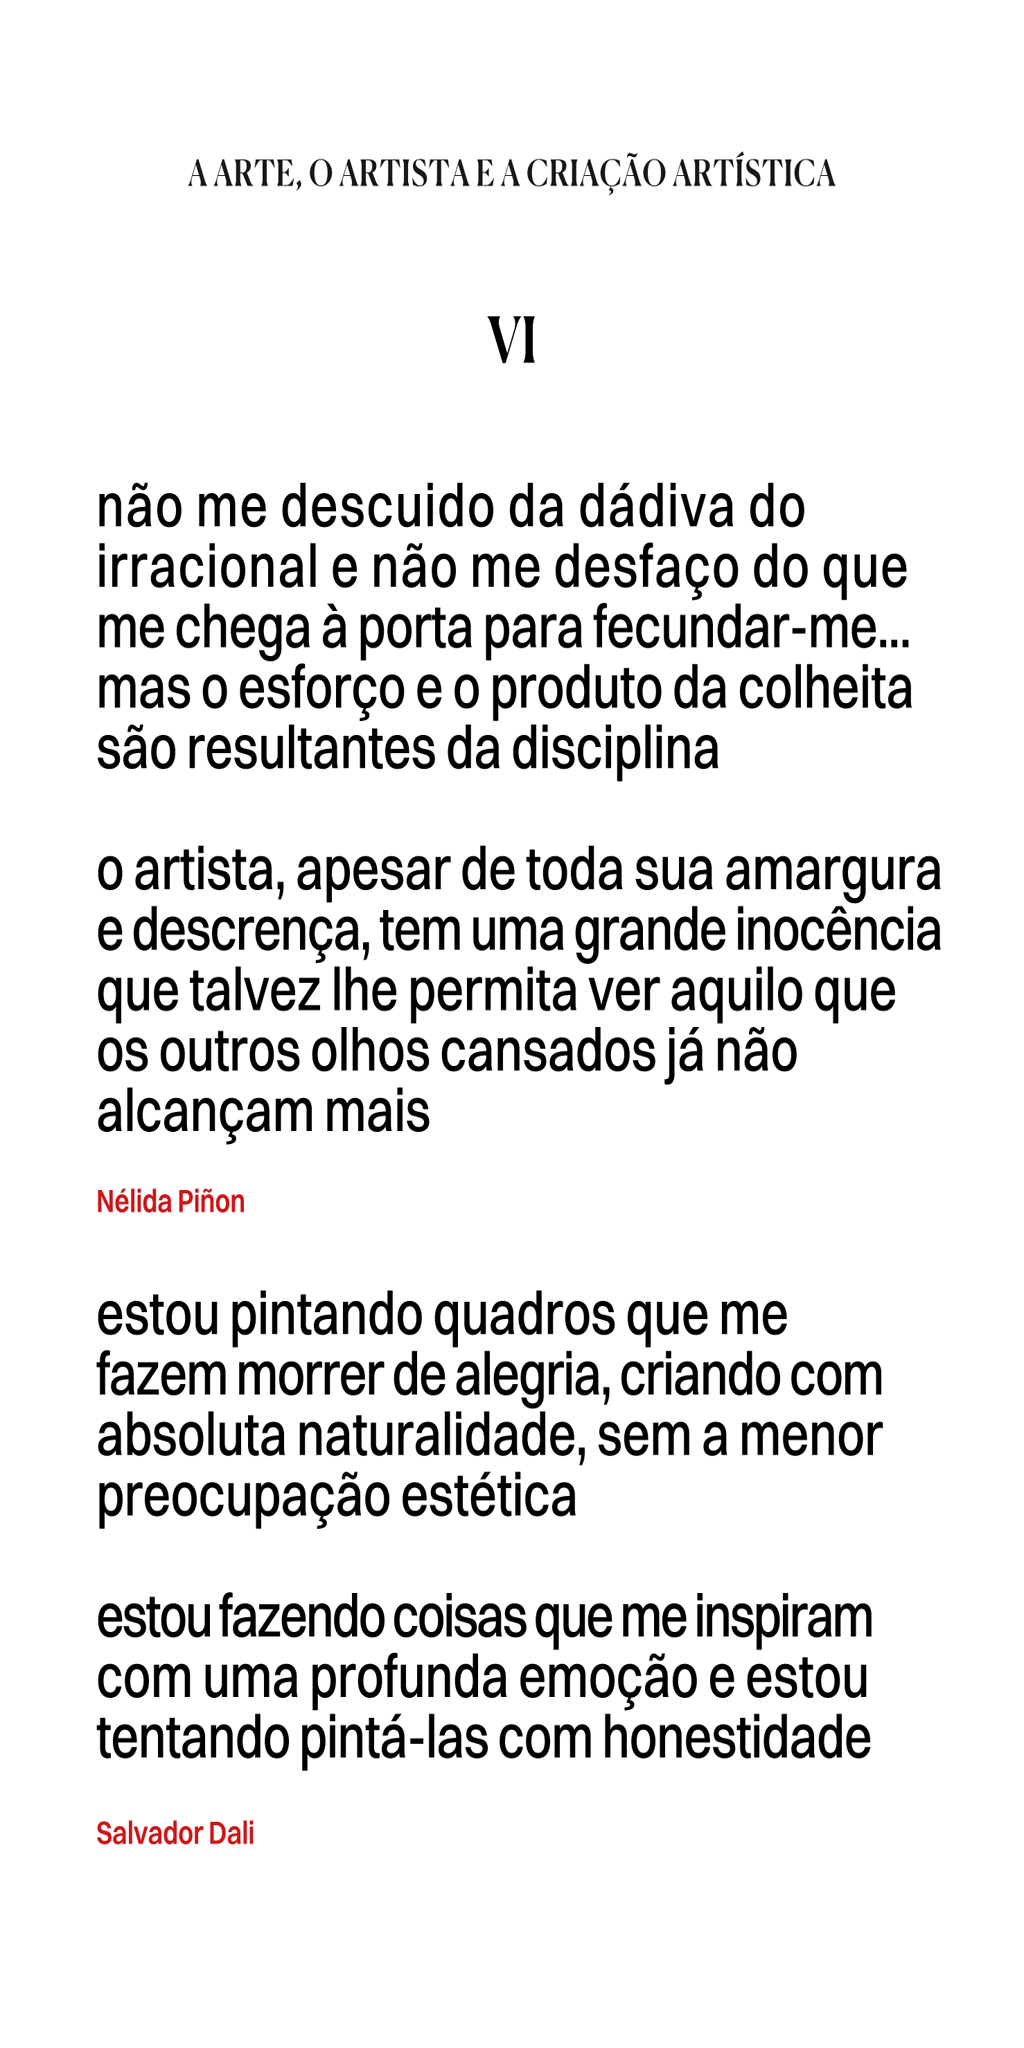 A ARTE, O ARTISTA E A CRIAÇÃO ARTÍSTICA
VI
não me descuido da dádiva do
irracional e não me desfaço do que
me chega à porta para fecundar-me...
mas o esforço e o produto da colheita
são resultantes da disciplina
o artista, apesar de toda sua amargura
e descrença, tem uma grande inocência
que talvez lhe permita ver aquilo que
os outros olhos cansados já não
alcançam mais
Nélida Piñon
estou pintando quadros que me
fazem morrer de alegria, criando com
absoluta naturalidade, sem a menor
preocupação estética
estou fazendo coisas que me inspiram
com uma profunda emoção e estou
tentando pintá-las com honestidade
Salvador Dali